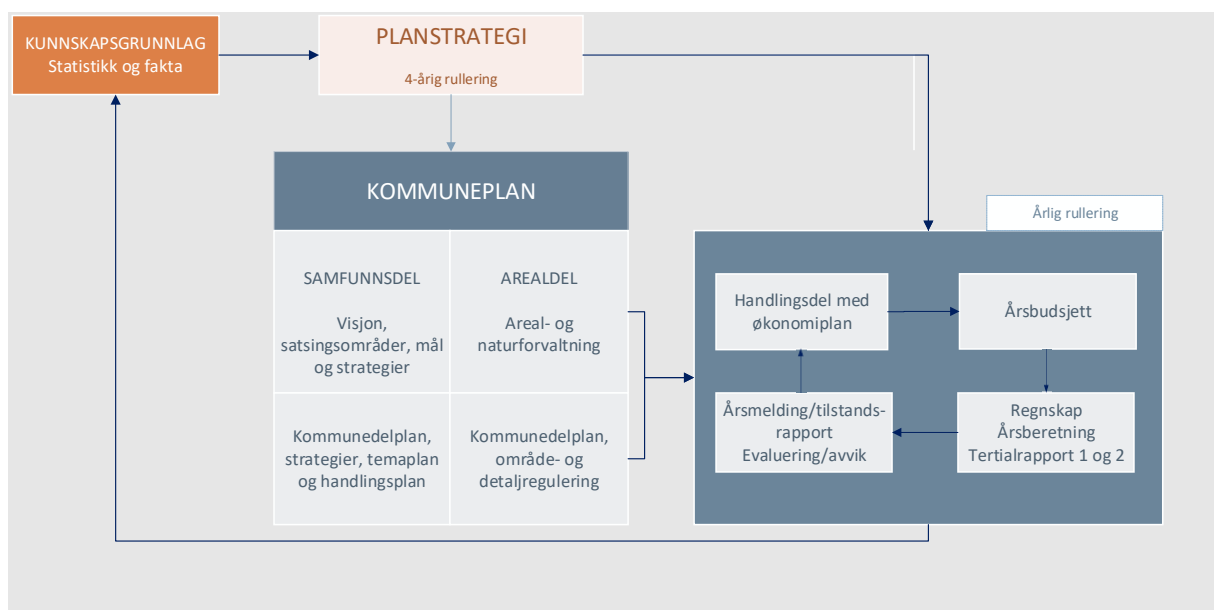 KUNNSKAPSGRUNNLAG
Statistikk og fakta
PLANSTRATEGI
4-årig rullering
KOMMUNEPLAN
SAMFUNNSDEL
Visjon,
satsingsområder, mål
og strategier
AREALDEL
Areal- og
naturforvaltning
Kommunedelplan,
strategier, temaplan
og handlingsplan
Kommunedelplan,
område- og
detaljregulering
Årlig rullering
Handlingsdel med
økonomiplan
Årsbudsjett
Årsmelding/tilstands-
rapport
Evaluering/avvik
Regnskap
Årsberetning
Tertialrapport 1 og 2